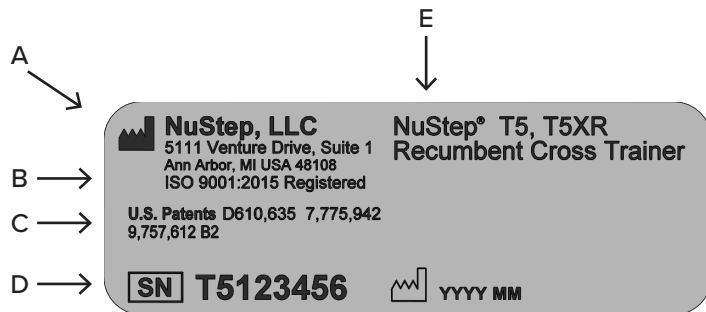 E
A
NuStep, LLC
5111 Venture Drive, Suite 1
Ann Arbor, MI USA 48108
ISO 9001:2015 Registered
NuStep® T5, T5XR
Recumbent Cross Trainer
B
C
U.S. Patents D610,635 7,775,942
9,757,612 B2
D
SN T5123456
YYYY MM